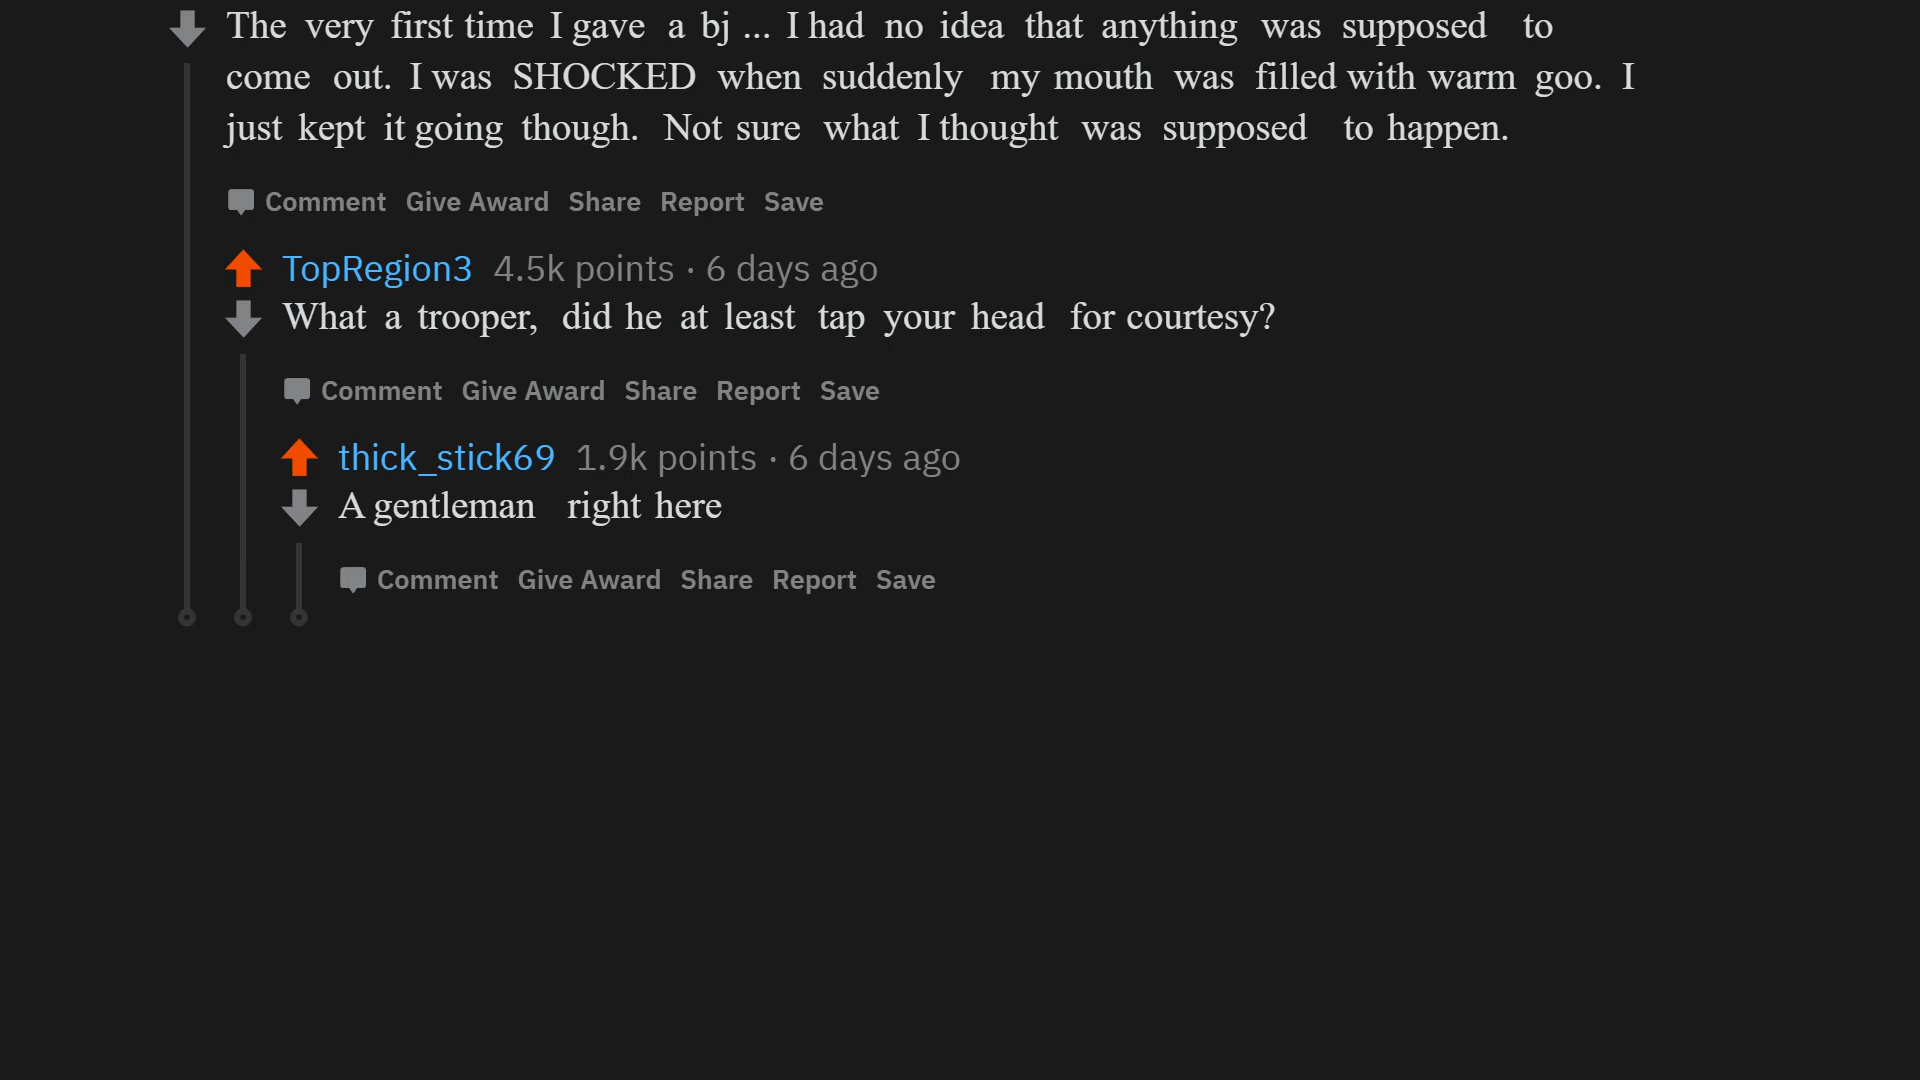 The very first time I gave a bj ... I had no idea that anything was supposed to
come out. I was SHOCKED when suddenly my mouth was filled with warm goo. I
just kept it going though. Not sure what I thought was supposed to happen.
Comment Give Award Share Report Save
TopRegion3 4.5k points · 6 days ago
What a trooper, did he at least tap your head for courtesy?
Comment Give Award Share Report Save
thick_stick69 1.9k points · 6 days ago
A gentleman right here
Comment Give Award Share Report Save